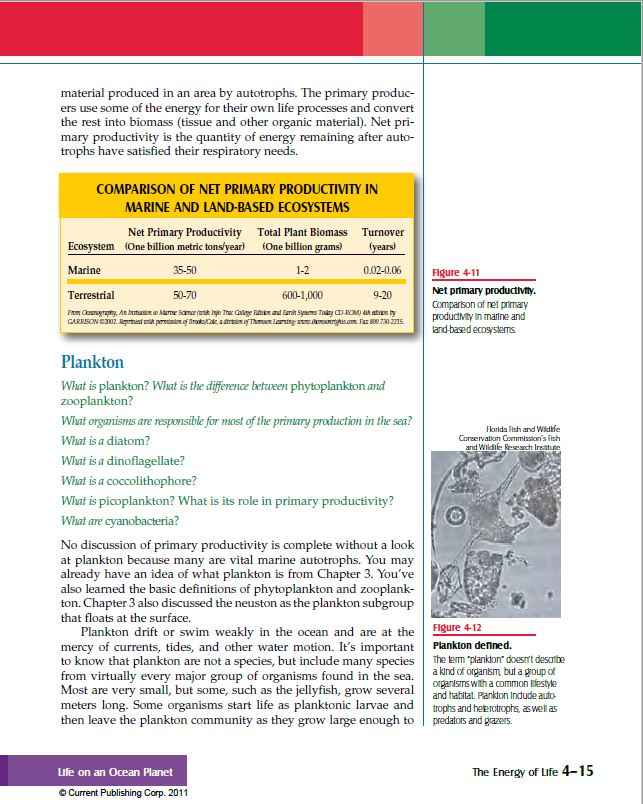 material produced in an area by autotrophs. The primary produc-
ers use some of the energy for their own life processes and convert
the rest into biomass (tissue and other organic material). Net pri-
mary productivity is the quantity of energy remaining after auto-
trophs have satisfied their respiratory needs.
COMPARISON OF NET PRIMARY PRODUCTIVITY IN
MARINE AND LAND-BASED ECOSYSTEMS
Net Primary Productivity Total Plant Biomass Turnover
Ecosystem (One billion metric tons/year) (One billion grams) (years)
Marine 35-50 1-2 0.02-0.06
Terrestrial 50-70 600-1,000 9-20
From Oceanography, An Invitation to Marine Science (with Info Trac College Edition and Earth Systems Today CD-ROM) 4th edition by
GARRISON ©2002. Reprinted with permission of Brooks/Cole, a division of Thomson Learning: www.thomsonrights.com. Fax 800 730-2215.
Figure 4-11
Net primary productivity.
Comparison of net primary
productivity in marine and
land-based ecosystems.
Plankton
What is plankton? What is the difference between phytoplankton and
zooplankton?
What organisms are responsible for most of the primary production in the sea?
What is a diatom?
What is a dinoflagellate?
What is a coccolithophore?
What is picoplankton? What is its role in primary productivity?
What are cyanobacteria?
No discussion of primary productivity is complete without a look
at plankton because many are vital marine autotrophs. You may
already have an idea of what plankton is from Chapter 3. You've
also learned the basic definitions of phytoplankton and zooplank-
ton. Chapter 3 also discussed the neuston as the plankton subgroup
that floats at the surface.
Plankton drift or swim weakly in the ocean and are at the
mercy of currents, tides, and other water motion. It's important
to know that plankton are not a species, but include many species
from virtually every major group of organisms found in the sea.
Most are very small, but some, such as the jellyfish, grow several
meters long. Some organisms start life as planktonic larvae and
then leave the plankton community as they grow large enough to
Florida Fish and Wildlife
Conservation Commission's Fish
and Wildlife Research Institute
Figure 4-12
Plankton defined.
The term "plankton" doesn't describe
a kind of organism, but a group of
organisms with a common lifestyle
and habitat. Plankton include auto-
trophs and heterotrophs, as well as
predators and grazers.
Life on an Ocean Planet
The Energy of Life 4–15
© Current Publishing Corp. 2011